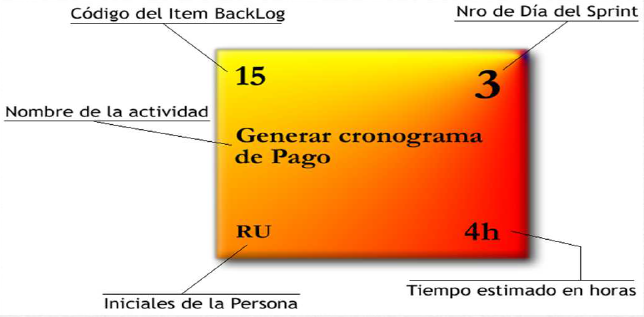 Código del Item BackLog
Nro de Día del Sprint
15
3
Nombre de la actividad
Generar cronograma
de Pago
RU
4h
Iniciales de la Persona
Tiempo estimado en horas